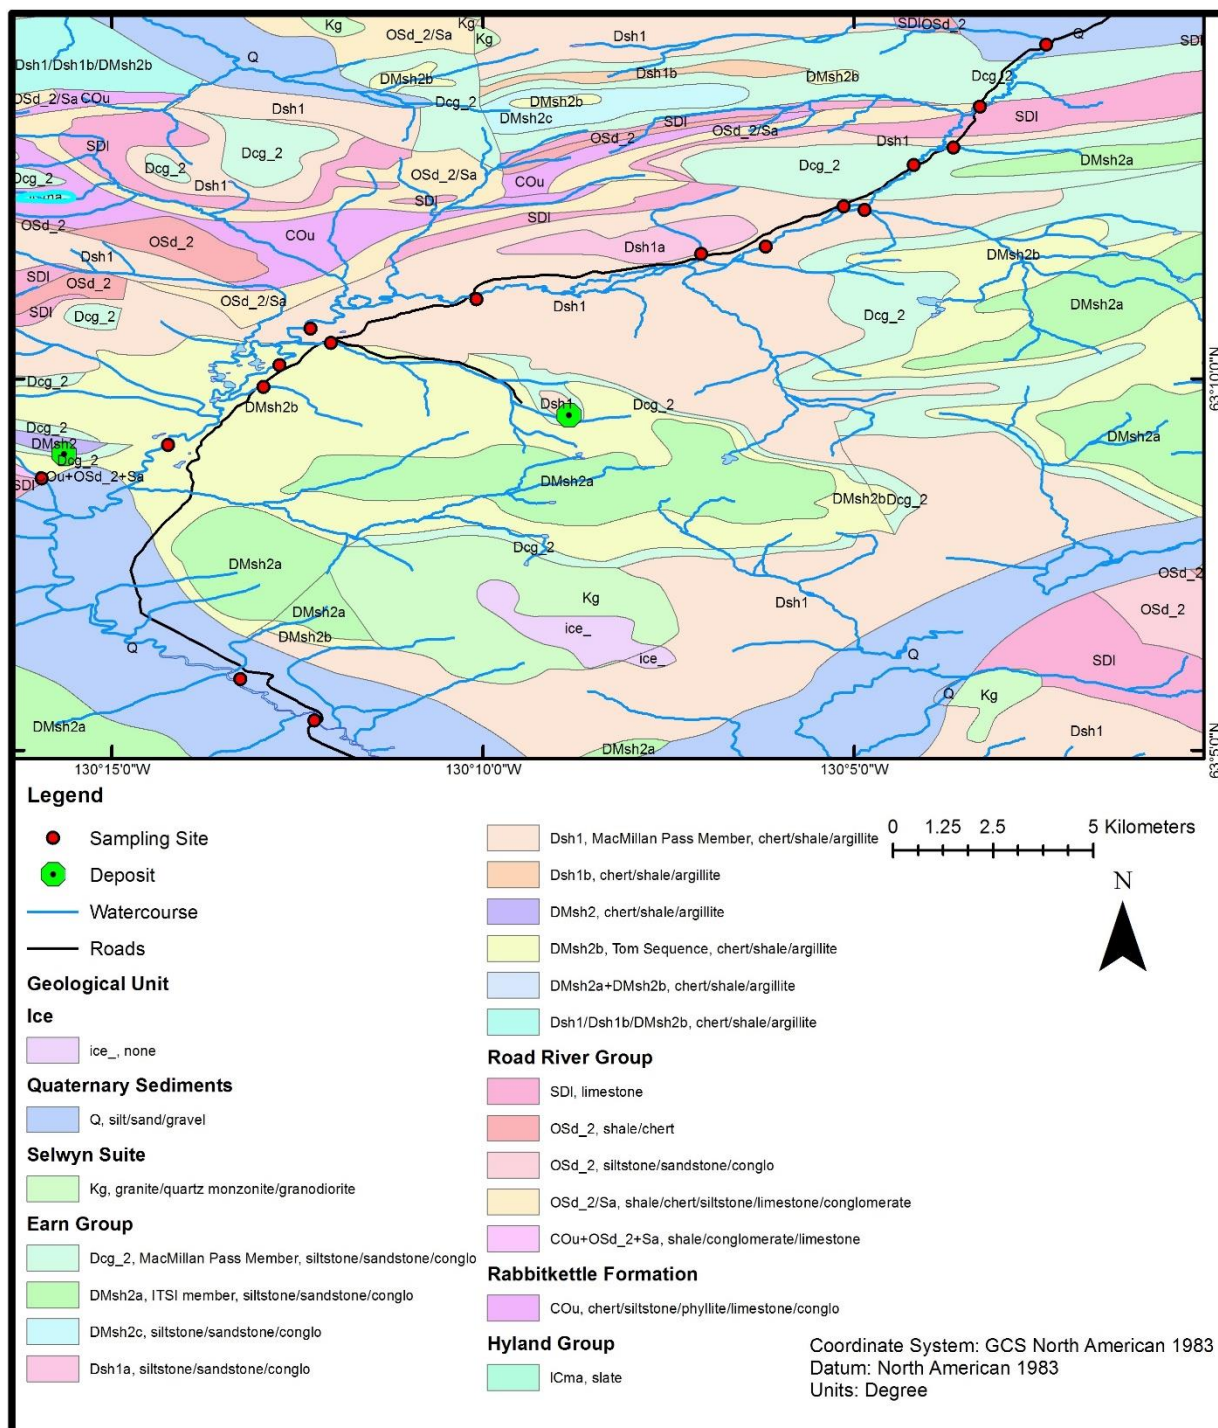 Kg
Kg
OSd_2/Sa
Kg
Dsh1
SDl
OSd_2
Q
SDl
Q
Dsh1/Dsh1b/DMsh2b
DMsh2b
Dsh1b
DMsh2b
Dcg_2
OSd_2/Sa
COu
Dsh1
Dcg_2
DMsh2b
DMsh2c
SDl
OSd_2
OSd_2/Sa
Dsh1
SDl
SDl
Dcg_2
Dcg_2
Dsh1
OSd_2/Sa
COu
Dcg_2
DMsh2a
Dcg_2
SDl
SDl
OSd_2
OSd_2
COu
Dsh1
Dsh1a
DMsh2b
SDl
OSd_2
SDl
Dcg_2
OSd_2/Sa
Dsh1
DMsh2a
Dcg_2
Dcg_2
DMsh2b
Dsh1
Dcg_2
63°10'0"N
Dcg_2
DMsh2
Dcg_2
SDl
Ou+OSd_2+Sa
DMsh2a
DMsh2a
DMsh2b
Dcg_2
Dcg_2
DMsh2a
OSd_2
OSd_2
Kg
Dsh1
DMsh2a
DMsh2b
ice_
ice_
Q
Q
SDl
Q
Kg
DMsh2a
DMsh2a
Dsh1
63°5'0"N
130°15'0"W
130°10'0"W
130°5'0"W
Legend
Sampling Site
Deposit
Watercourse
Roads
Geological Unit
Ice
ice_, none
Quaternary Sediments
Q, silt/sand/gravel
Selwyn Suite
Kg, granite/quartz monzonite/granodiorite
Earn Group
Dcg_2, MacMillan Pass Member, siltstone/sandstone/conglo
DMsh2a, ITSI member, siltstone/sandstone/conglo
DMsh2c, siltstone/sandstone/conglo
Dsh1a, siltstone/sandstone/conglo
Dsh1, MacMillan Pass Member, chert/shale/argillite
Dsh1b, chert/shale/argillite
DMsh2, chert/shale/argillite
DMsh2b, Tom Sequence, chert/shale/argillite
DMsh2a+DMsh2b, chert/shale/argillite
Dsh1/Dsh1b/DMsh2b, chert/shale/argillite
Road River Group
SDl, limestone
OSd_2, shale/chert
OSd_2, siltstone/sandstone/conglo
OSd_2/Sa, shale/chert/siltstone/limestone/conglomerate
COu+OSd_2+Sa, shale/conglomerate/limestone
Rabbitkettle Formation
COu, chert/siltstone/phyllite/limestone/conglo
Hyland Group
lCma, slate
0 1.25 2.5 5 Kilometers
N
Coordinate System: GCS North American 1983
Datum: North American 1983
Units: Degree